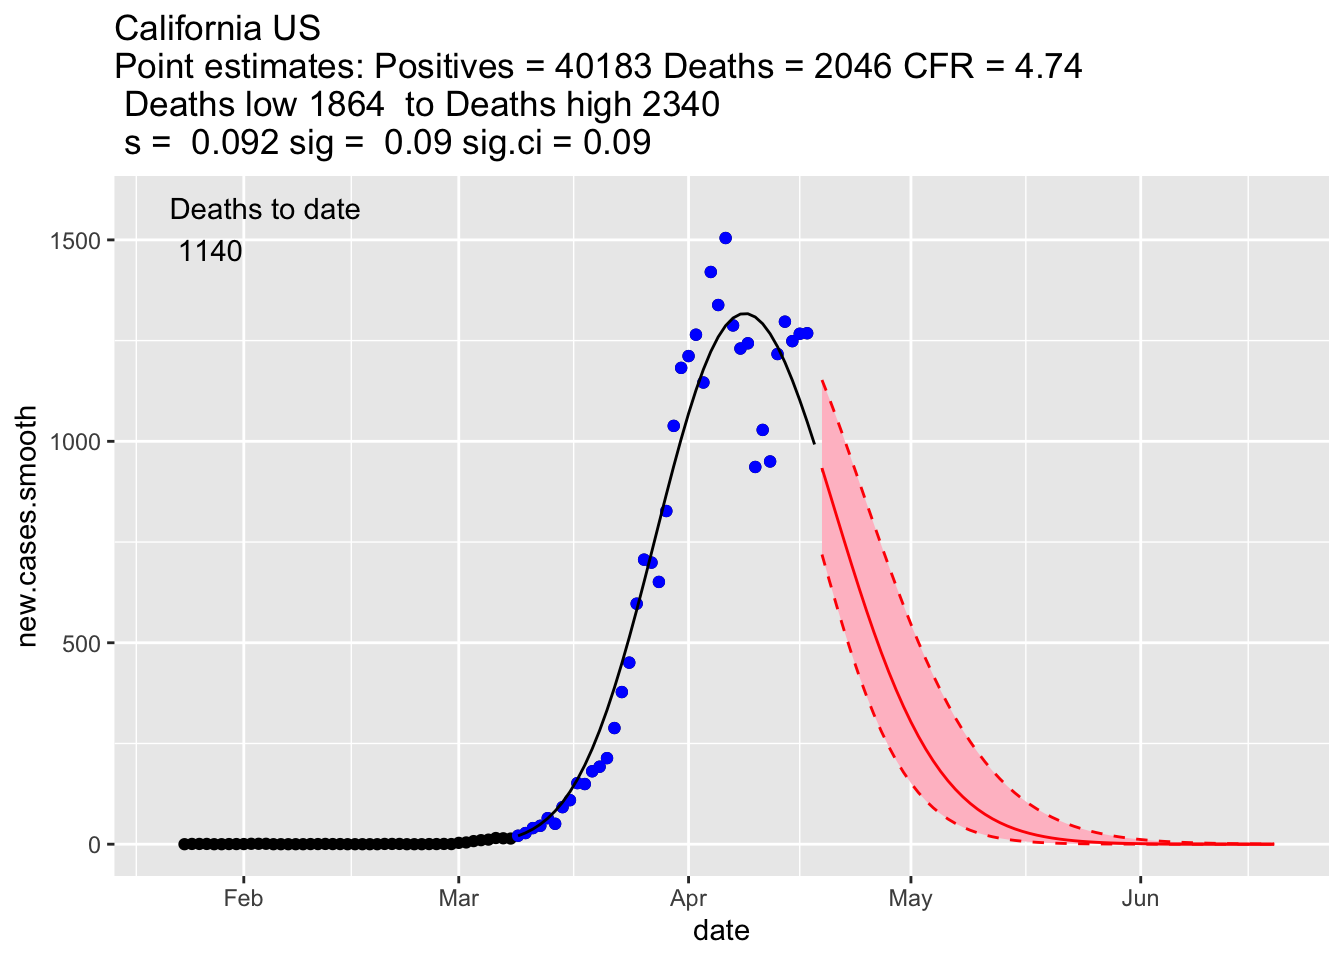 California US
Point estimates: Positives = 40183 Deaths = 2046 CFR = 4.74
Deaths low 1864  to Deaths high 2340
s =  0.092 sig =  0.09 sig.ci = 0.09
Deaths to date
1140
1500
1000
500
0
new.cases.smooth
Feb Mar Apr May Jun
date